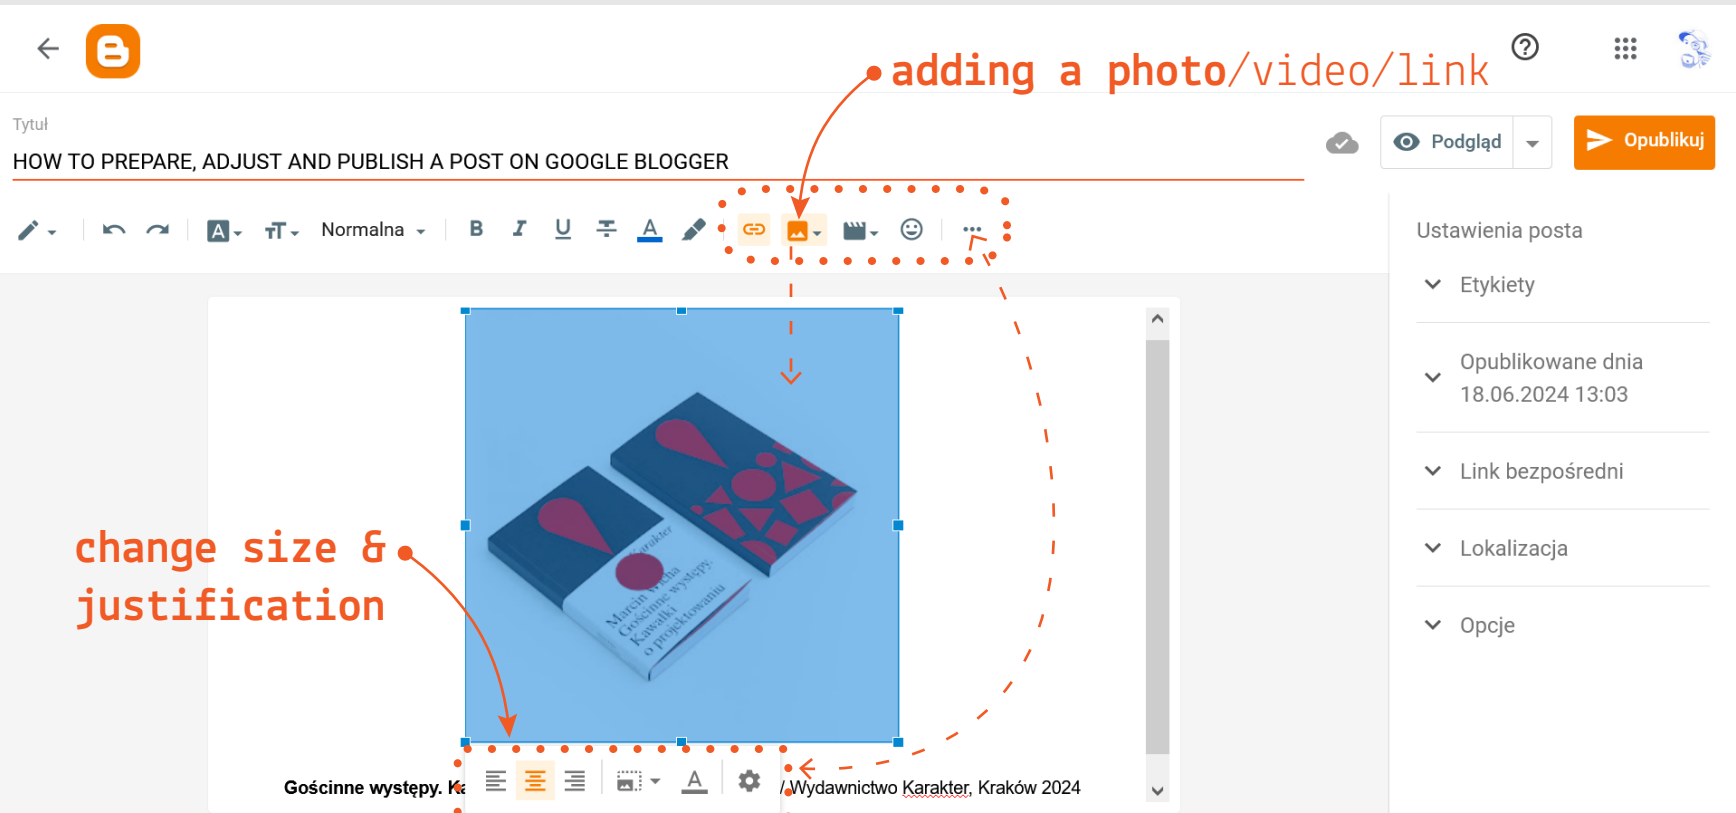 adding a photo/video/link
Tytuł
HOW TO PREPARE, ADJUST AND PUBLISH A POST ON GOOGLE BLOGGER
Podgląd
Opublikuj
Normalna
B I U T A
Ustawienia posta
Etykiety
Opublikowane dnia
18.06.2024 13:03
Link bezpośredni
Lokalizacja
Opcje
change size &
justification
Karakter
Marcin Wicha
Gościnne występy.
Kawałki
o projektowaniu
A
Gościnne występy. Ka
/ Wydawnictwo Karakter, Kraków 2024